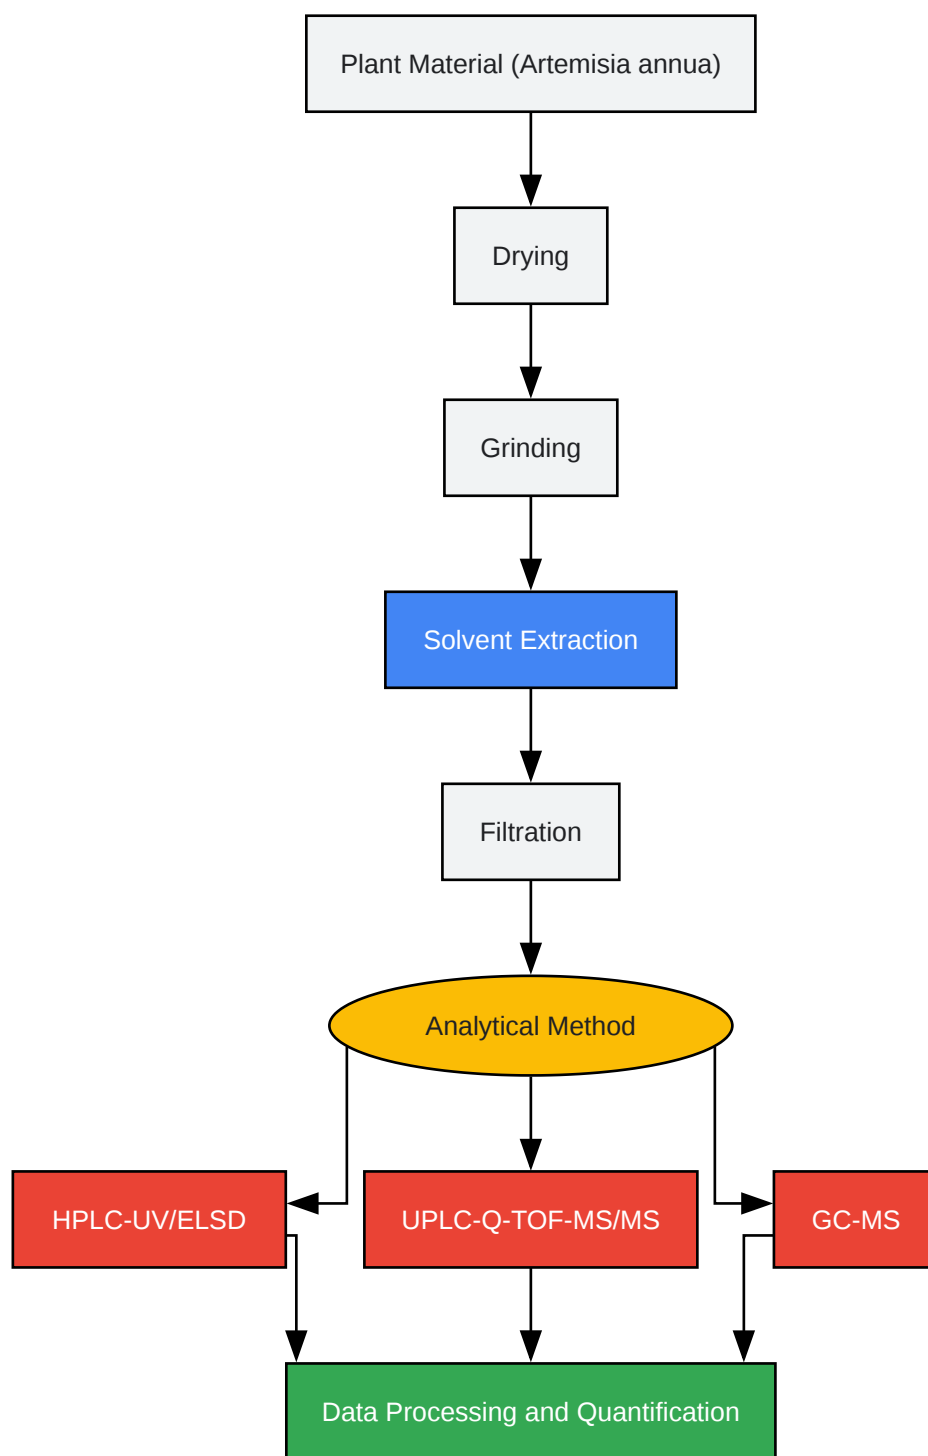 Plant Material (Artemisia annua)
Drying
Grinding
Solvent Extraction
Filtration
Analytical Method
HPLC-UV/ELSD
UPLC-Q-TOF-MS/MS
GC-MS
Data Processing and Quantification